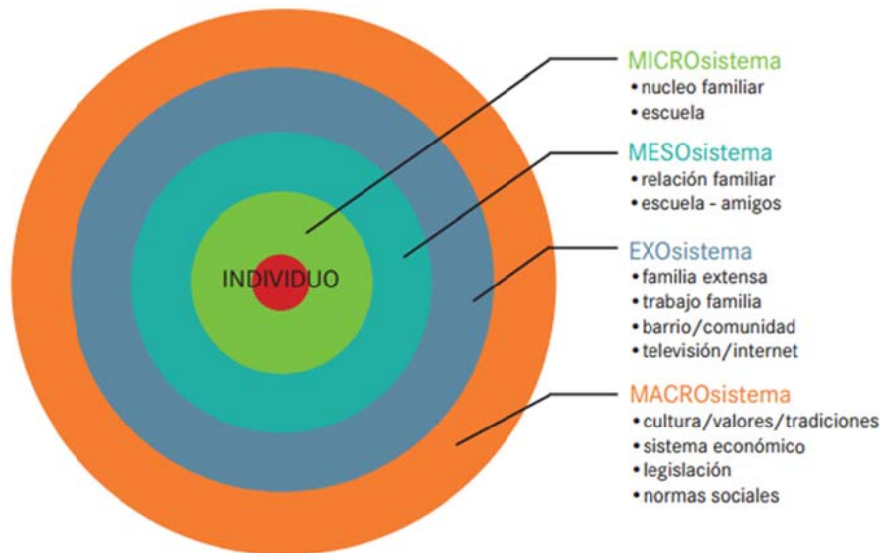 INDIVIDUO
MICROsistema
• nucleo familiar
• escuela
MESOsistema
• relación familiar
• escuela - amigos
EXOsistema
• familia extensa
• trabajo familia
• barrio/comunidad
• televisión/internet
MACROsistema
• cultura/valores/tradiciones
• sistema económico
• legislación
• normas sociales